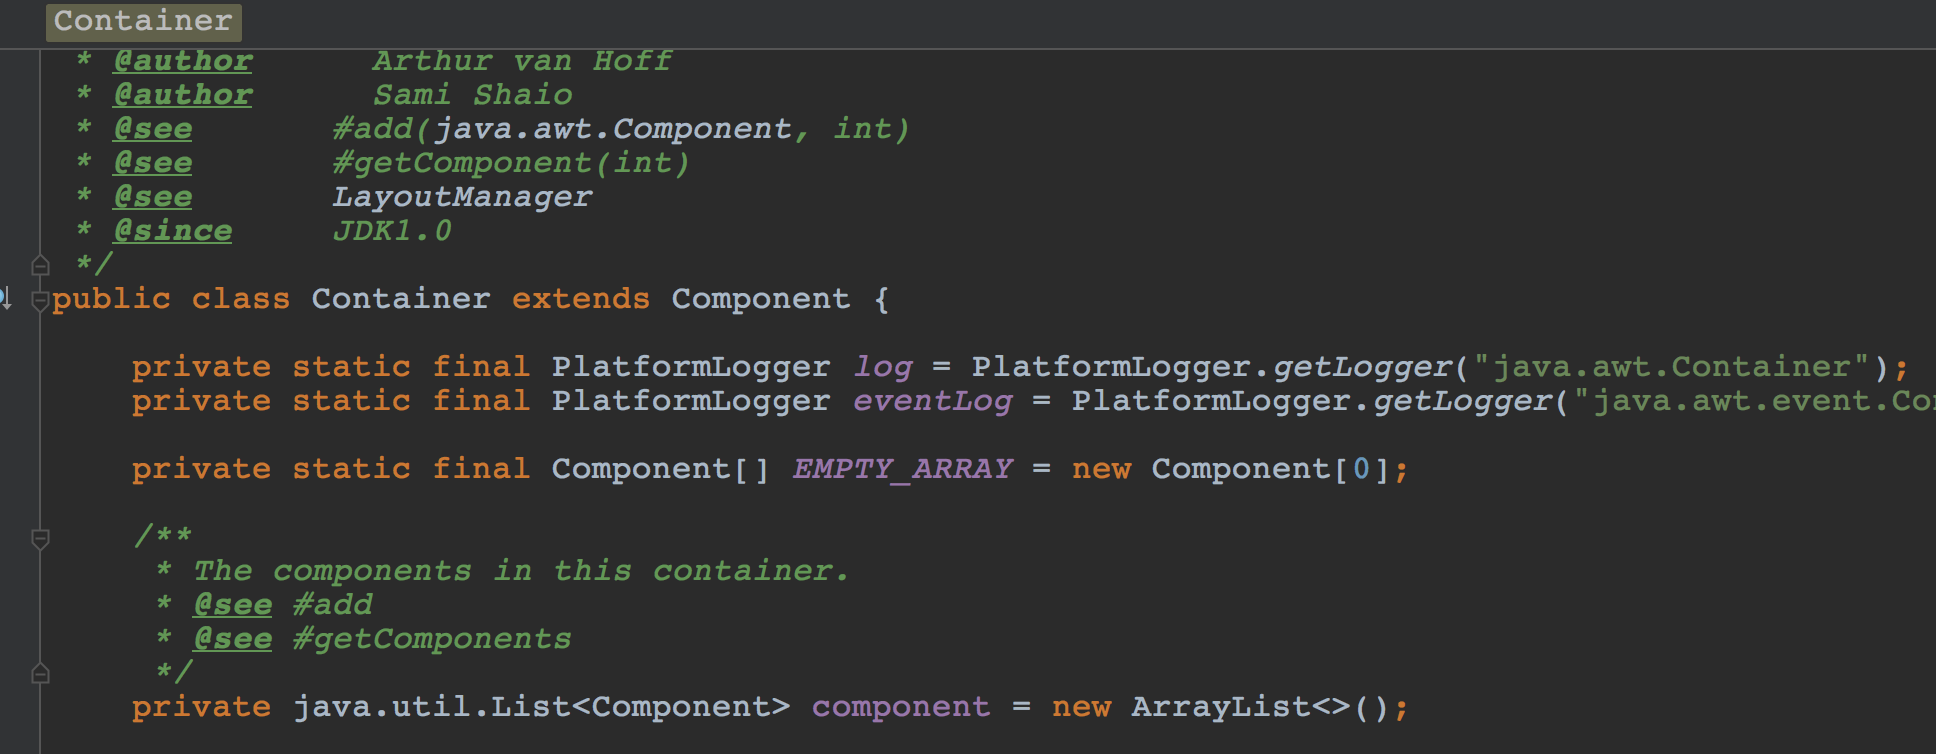 Container
* @author Arthur van Hoff
* @author Sami Shaio
* @see #add(java.awt.Component, int)
* @see #getComponent(int)
* @see LayoutManager
* @since JDK1.0
*/
public class Container extends Component {
private static final PlatformLogger log = PlatformLogger.getLogger("java.awt.Container");
private static final PlatformLogger eventLog = PlatformLogger.getLogger("java.awt.event.Co
private static final Component[] EMPTY_ARRAY = new Component[0];
/**
* The components in this container.
* @see #add
* @see #getComponents
*/
private java.util.List<Component> component = new ArrayList<>();